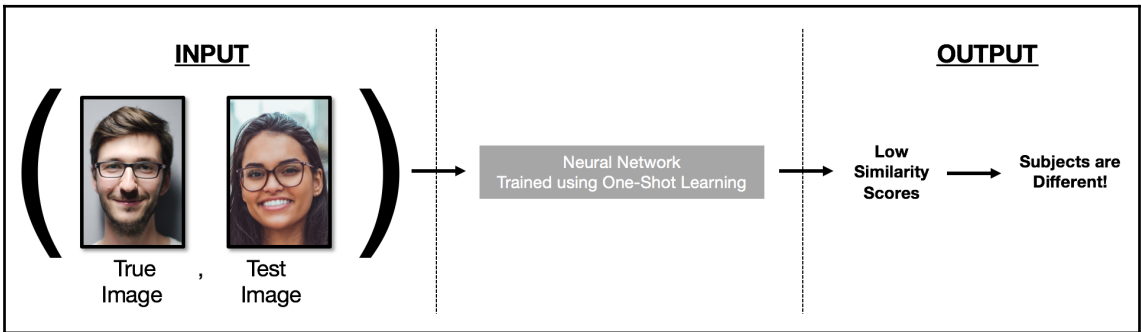 INPUT
OUTPUT
(
True
Image
,
Test
Image
)
Neural Network
Trained using One-Shot Learning
Low
Similarity
Scores
Subjects are
Different!